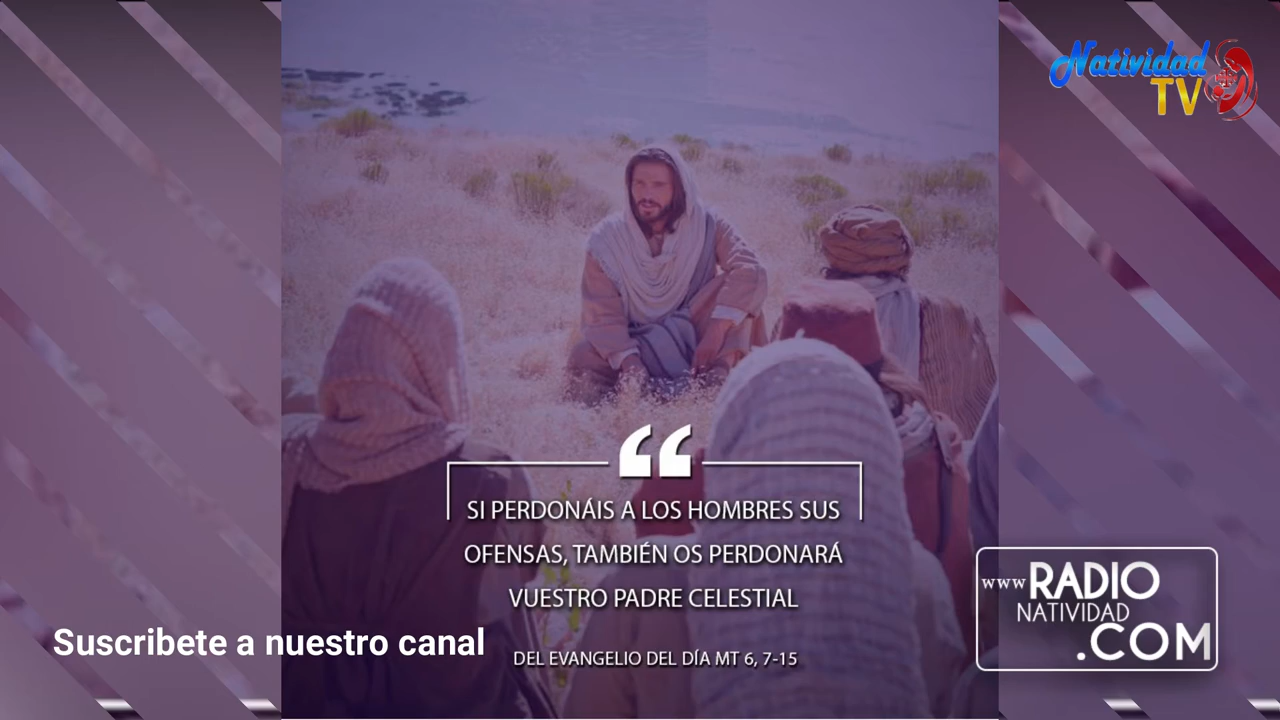 Natividad
TV
“
SI PERDONÁIS A LOS HOMBRES SUS
OFENSAS, TAMBIÉN OS PERDONARÁ
VUESTRO PADRE CELESTIAL
DEL EVANGELIO DEL DÍA MT 6, 7-15
Suscribete a nuestro canal
www RADIO
NATIVIDAD
.COM